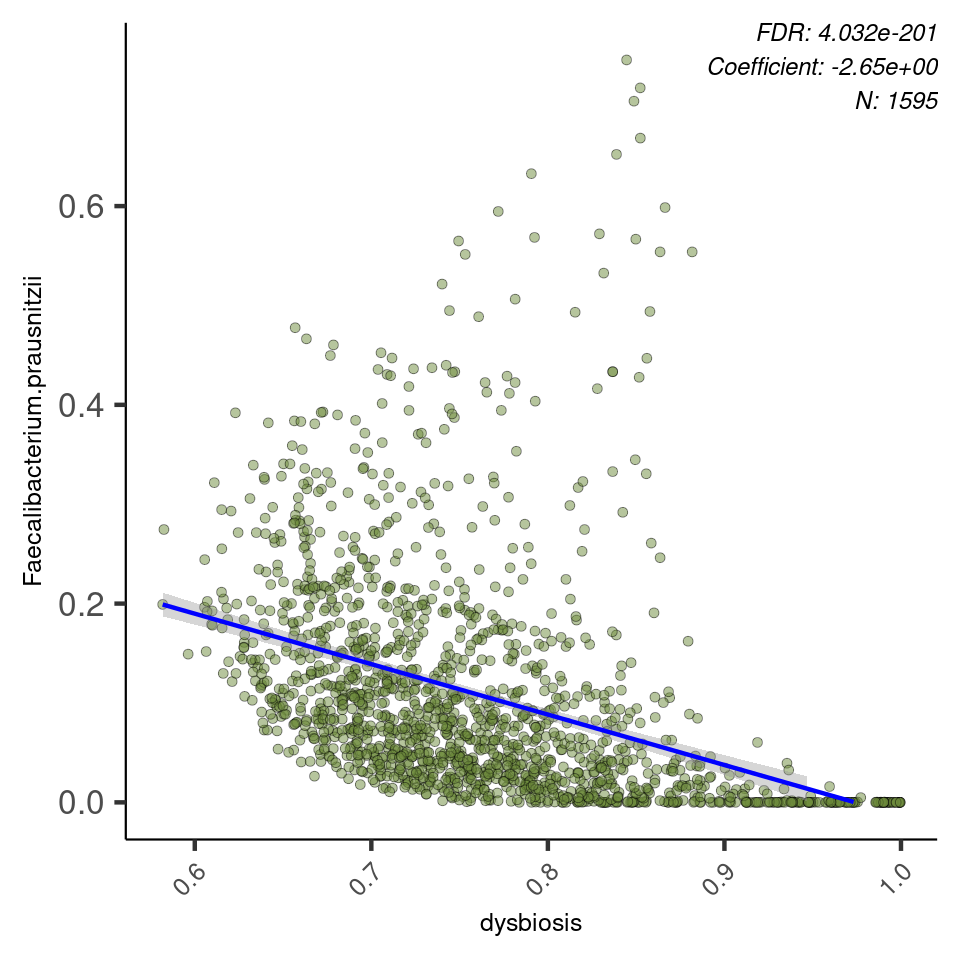 FDR: 4.032e-201
Coefficient: -2.65e+00
N: 1595
Faecalibacterium.prausnitzii
0.6
0.4
0.2
0.0
0.6 0.7 0.8 0.9 1.0
dysbiosis